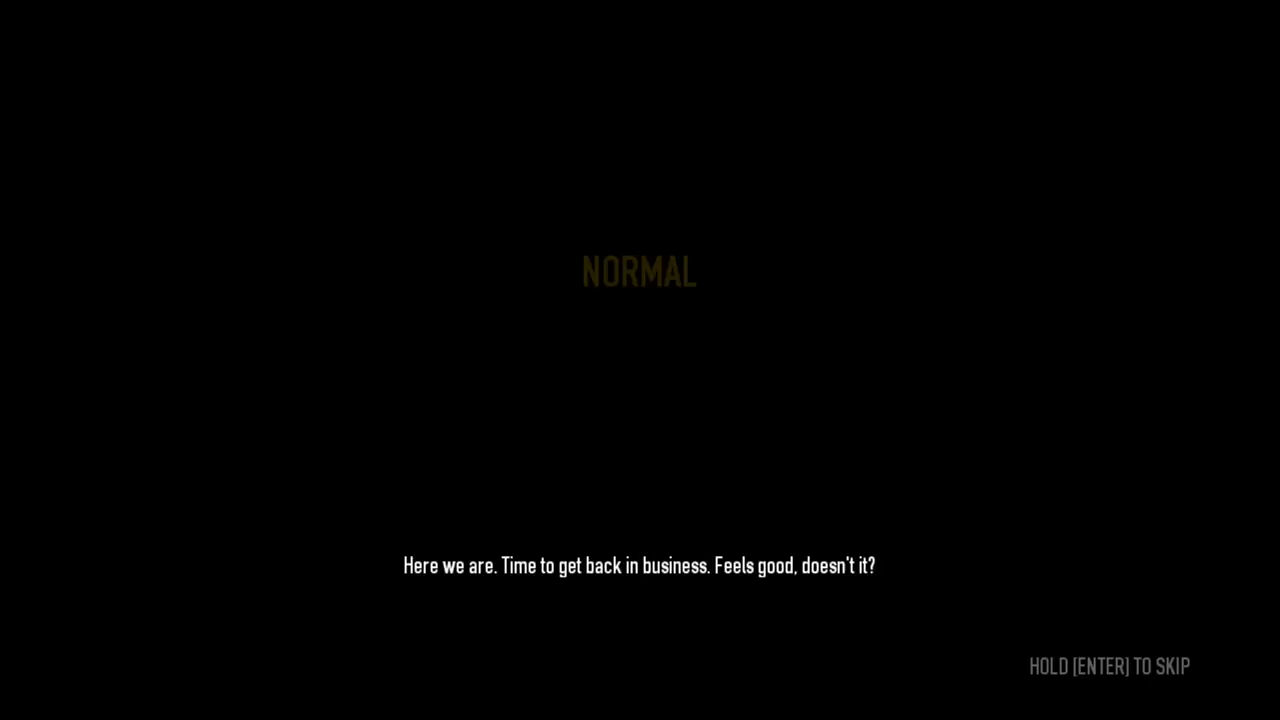 NORMAL
Here we are. Time to get back in business. Feels good, doesn't it?
HOLD [ENTER] TO SKIP